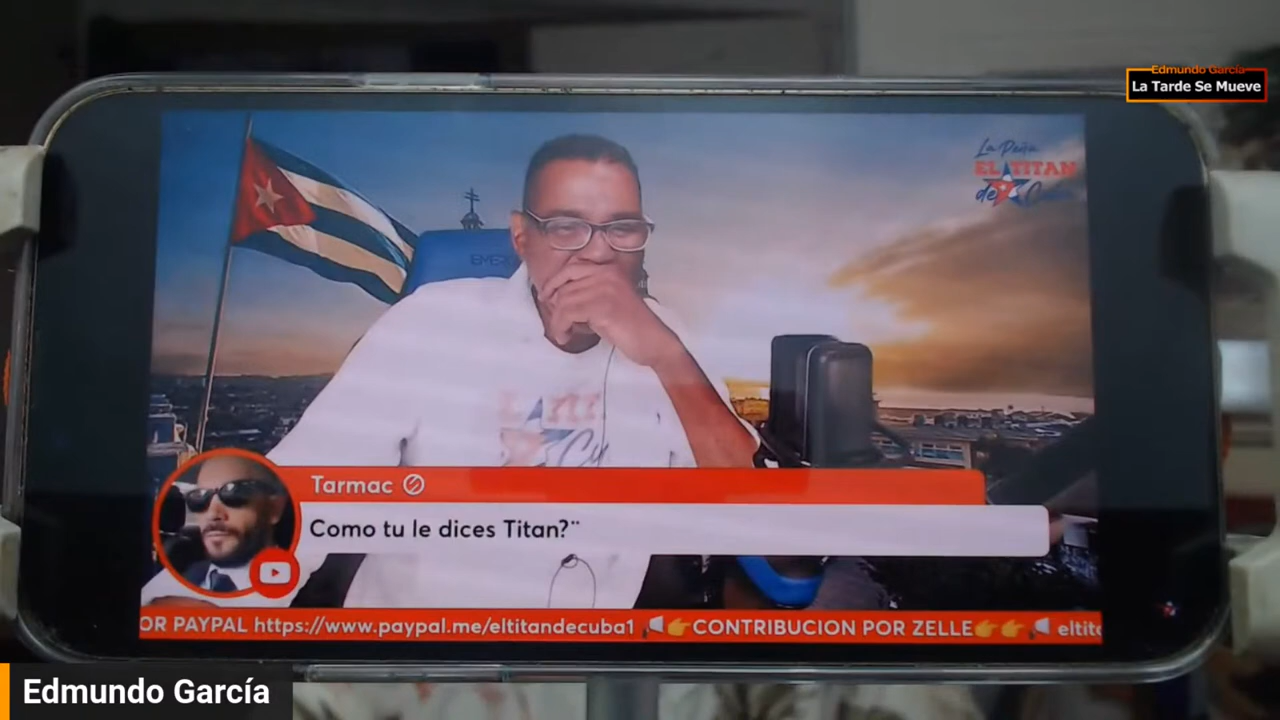 Edmundo García
La Tarde Se Mueve
La Peña
EL TITAN
de Cuba
Tarmac
Como tu le dices Titan?¨
OR PAYPAL https://www.paypal.me/eltitandecuba1 📢👉CONTRIBUCION POR ZELLE👉👉📢 eltit
Edmundo García